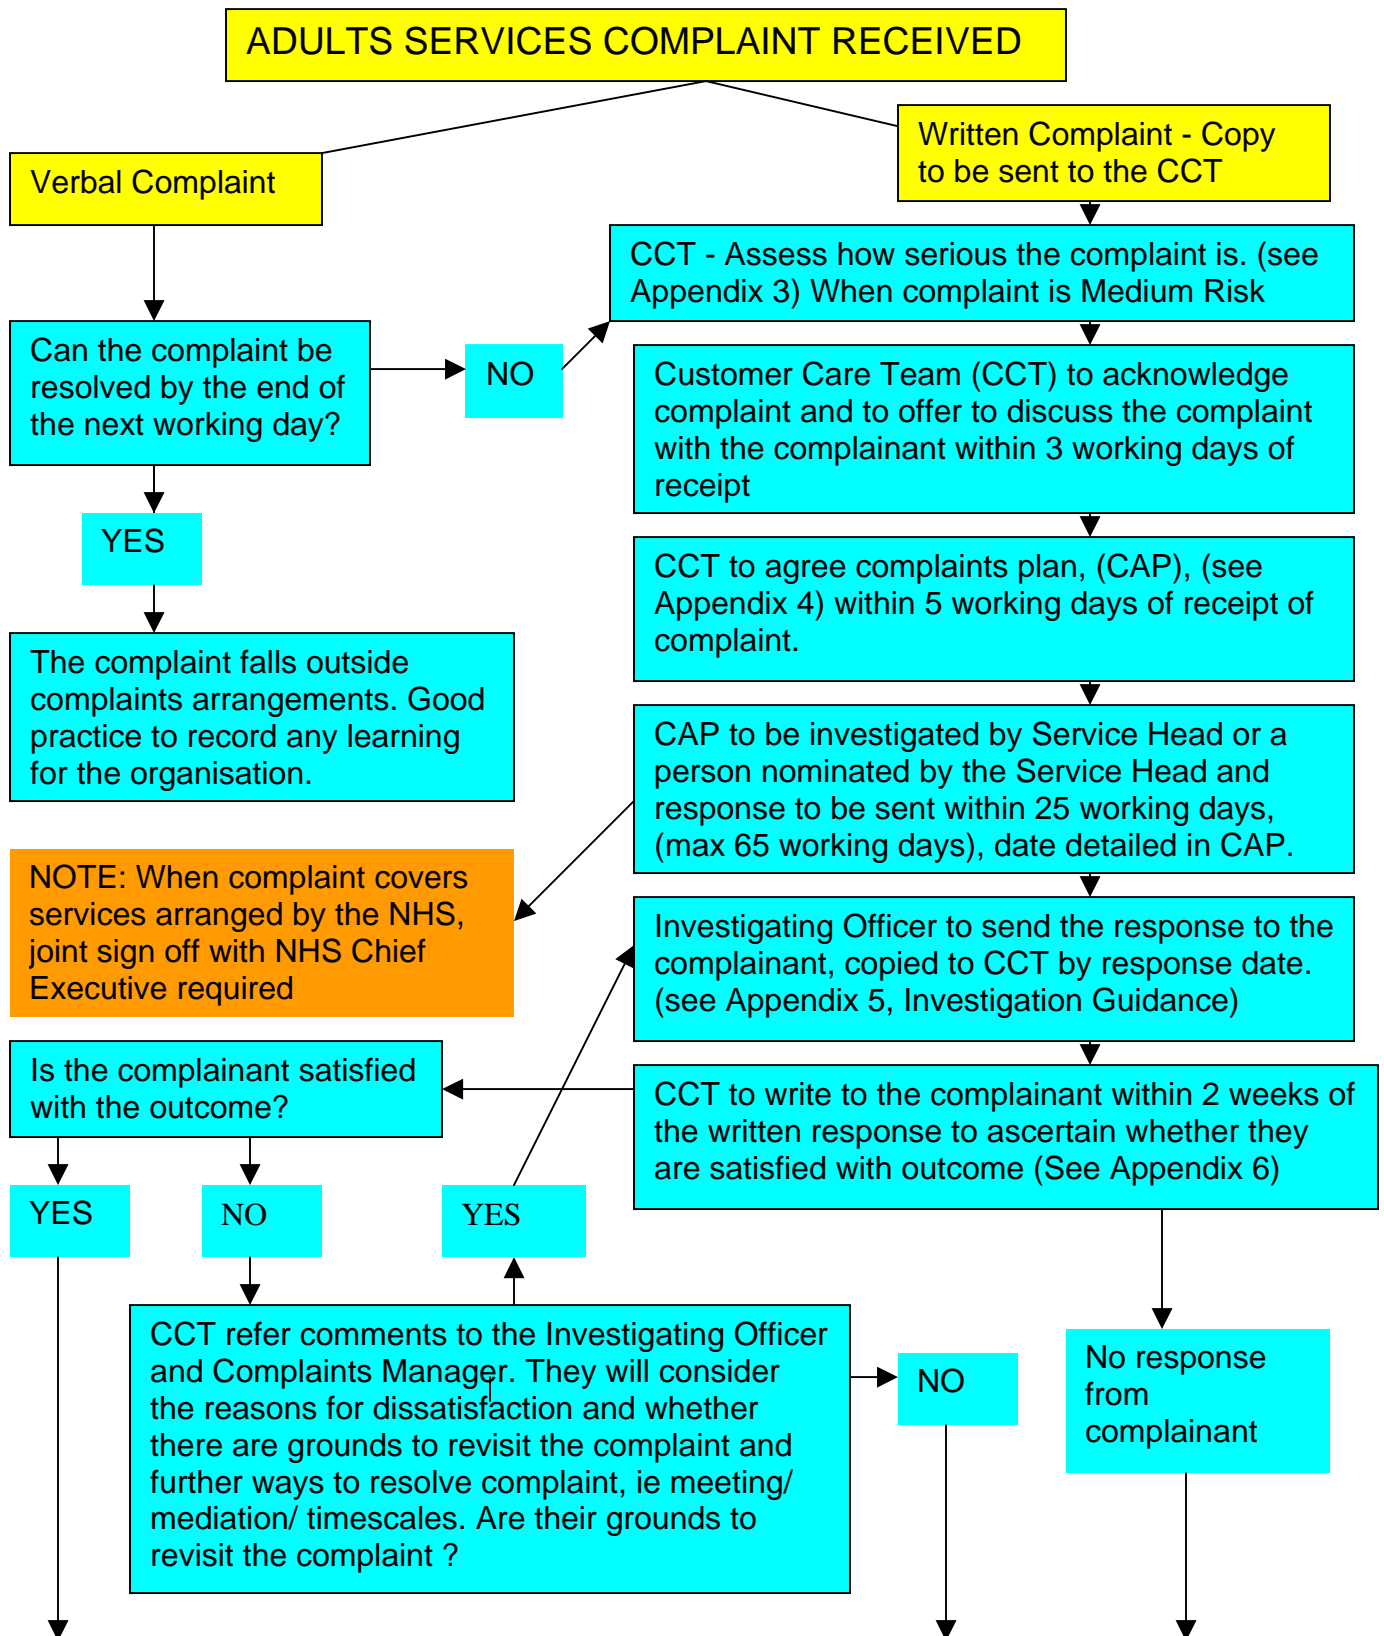 ADULTS SERVICES COMPLAINT RECEIVED
Written Complaint - Copy
to be sent to the CCT
Verbal Complaint
CCT - Assess how serious the complaint is. (see
Appendix 3) When complaint is Medium Risk
Can the complaint be
resolved by the end of
the next working day?
NO
Customer Care Team (CCT) to acknowledge
complaint and to offer to discuss the complaint
with the complainant within 3 working days of
receipt
YES
CCT to agree complaints plan, (CAP), (see
Appendix 4) within 5 working days of receipt of
complaint.
The complaint falls outside
complaints arrangements. Good
practice to record any learning
for the organisation.
CAP to be investigated by Service Head or a
person nominated by the Service Head and
response to be sent within 25 working days,
(max 65 working days), date detailed in CAP.
NOTE: When complaint covers
services arranged by the NHS,
joint sign off with NHS Chief
Executive required
Investigating Officer to send the response to the
complainant, copied to CCT by response date.
(see Appendix 5, Investigation Guidance)
Is the complainant satisfied
with the outcome?
CCT to write to the complainant within 2 weeks of
the written response to ascertain whether they
are satisfied with outcome (See Appendix 6)
YES
NO
YES
CCT refer comments to the Investigating Officer
and Complaints Manager. They will consider
the reasons for dissatisfaction and whether
there are grounds to revisit the complaint and
further ways to resolve complaint, ie meeting/
mediation/ timescales. Are their grounds to
revisit the complaint ?
NO
No response
from
complainant